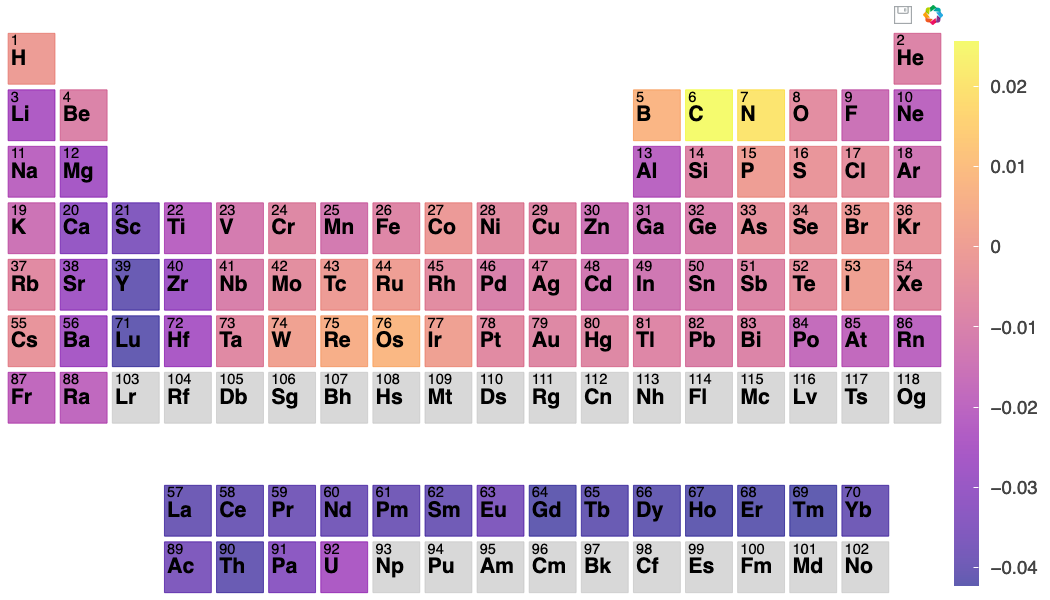 1 2
H He
3 4 5 6 7 8 9 10
Li Be B C N O F Ne
11 12 13 14 15 16 17 18
Na Mg Al Si P S Cl Ar
19 20 21 22 23 24 25 26 27 28 29 30 31 32 33 34 35 36
K Ca Sc Ti V Cr Mn Fe Co Ni Cu Zn Ga Ge As Se Br Kr
37 38 39 40 41 42 43 44 45 46 47 48 49 50 51 52 53 54
Rb Sr Y Zr Nb Mo Tc Ru Rh Pd Ag Cd In Sn Sb Te I Xe
55 56 71 72 73 74 75 76 77 78 79 80 81 82 83 84 85 86
Cs Ba Lu Hf Ta W Re Os Ir Pt Au Hg Tl Pb Bi Po At Rn
87 88 103 104 105 106 107 108 109 110 111 112 113 114 115 116 117 118
Fr Ra Lr Rf Db Sg Bh Hs Mt Ds Rg Cn Nh Fl Mc Lv Ts Og
57 58 59 60 61 62 63 64 65 66 67 68 69 70
La Ce Pr Nd Pm Sm Eu Gd Tb Dy Ho Er Tm Yb
89 90 91 92 93 94 95 96 97 98 99 100 101 102
Ac Th Pa U Np Pu Am Cm Bk Cf Es Fm Md No
0.02
0.01
0
−0.01
−0.02
−0.03
−0.04